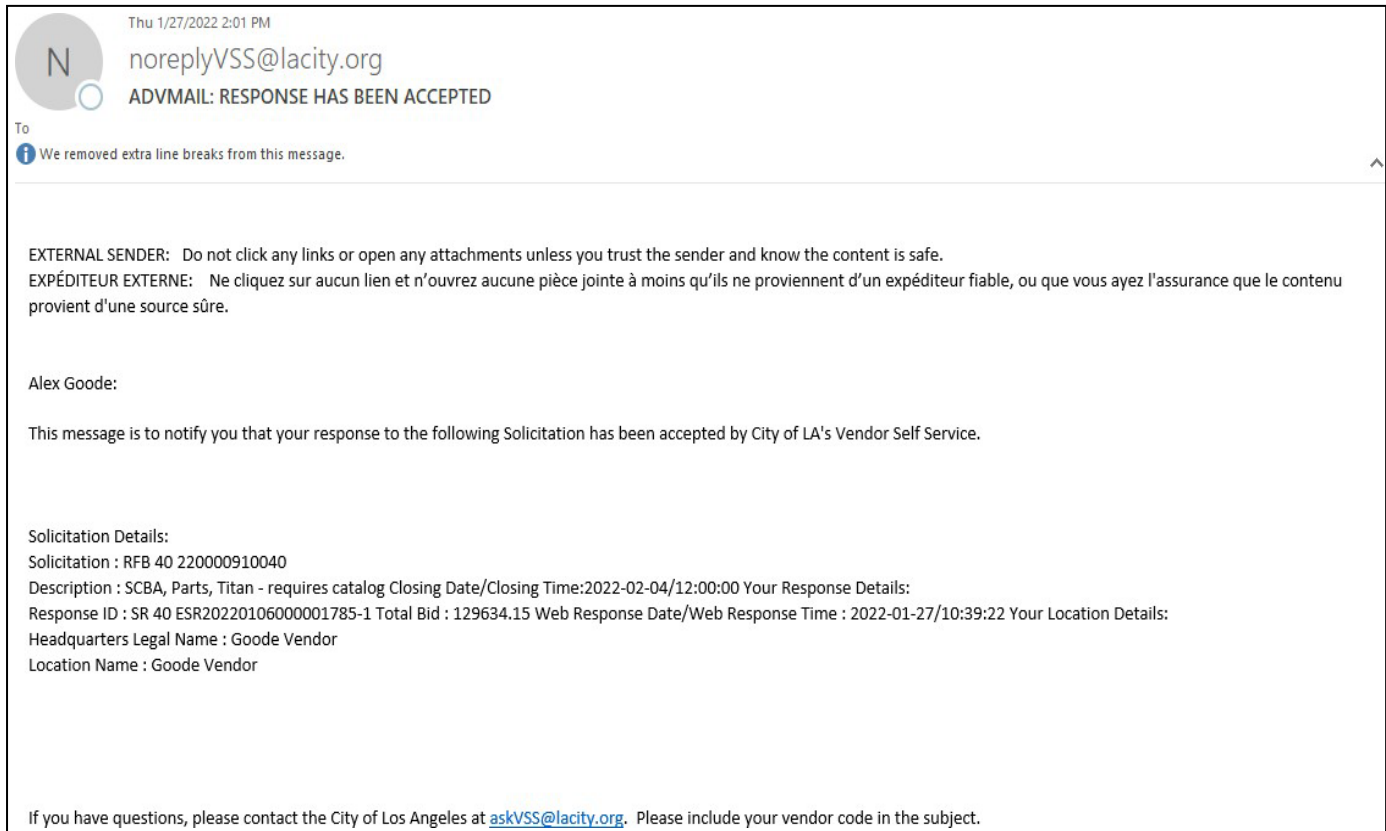 Thu 1/27/2022 2:01 PM
N
noreplyVSS@lacity.org
ADVMAIL: RESPONSE HAS BEEN ACCEPTED
To
i We removed extra line breaks from this message.
EXTERNAL SENDER:   Do not click any links or open any attachments unless you trust the sender and know the content is safe.
EXPÉDITEUR EXTERNE:    Ne cliquez sur aucun lien et n’ouvrez aucune pièce jointe à moins qu’ils ne proviennent d’un expéditeur fiable, ou que vous ayez l'assurance que le contenu
provient d'une source sûre.
Alex Goode:
This message is to notify you that your response to the following Solicitation has been accepted by City of LA's Vendor Self Service.
Solicitation Details:
Solicitation : RFB 40 220000910040
Description : SCBA, Parts, Titan - requires catalog Closing Date/Closing Time:2022-02-04/12:00:00 Your Response Details:
Response ID : SR 40 ESR20220106000001785-1 Total Bid : 129634.15 Web Response Date/Web Response Time : 2022-01-27/10:39:22 Your Location Details:
Headquarters Legal Name : Goode Vendor
Location Name : Goode Vendor
If you have questions, please contact the City of Los Angeles at askVSS@lacity.org.  Please include your vendor code in the subject.